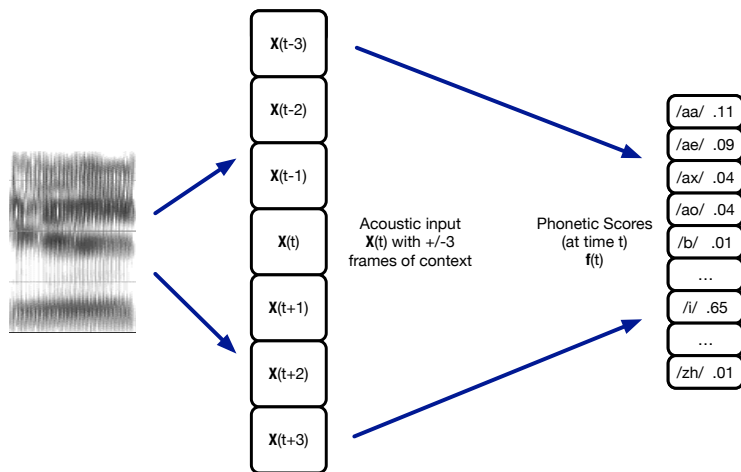 X(t-3)
X(t-2)
X(t-1)
X(t)
X(t+1)
X(t+2)
X(t+3)
Acoustic input
X(t) with +/-3
frames of context
Phonetic Scores
(at time t)
f(t)
/aa/ .11
/ae/ .09
/ax/ .04
/ao/ .04
/b/ .01
...
/i/ .65
...
/zh/ .01